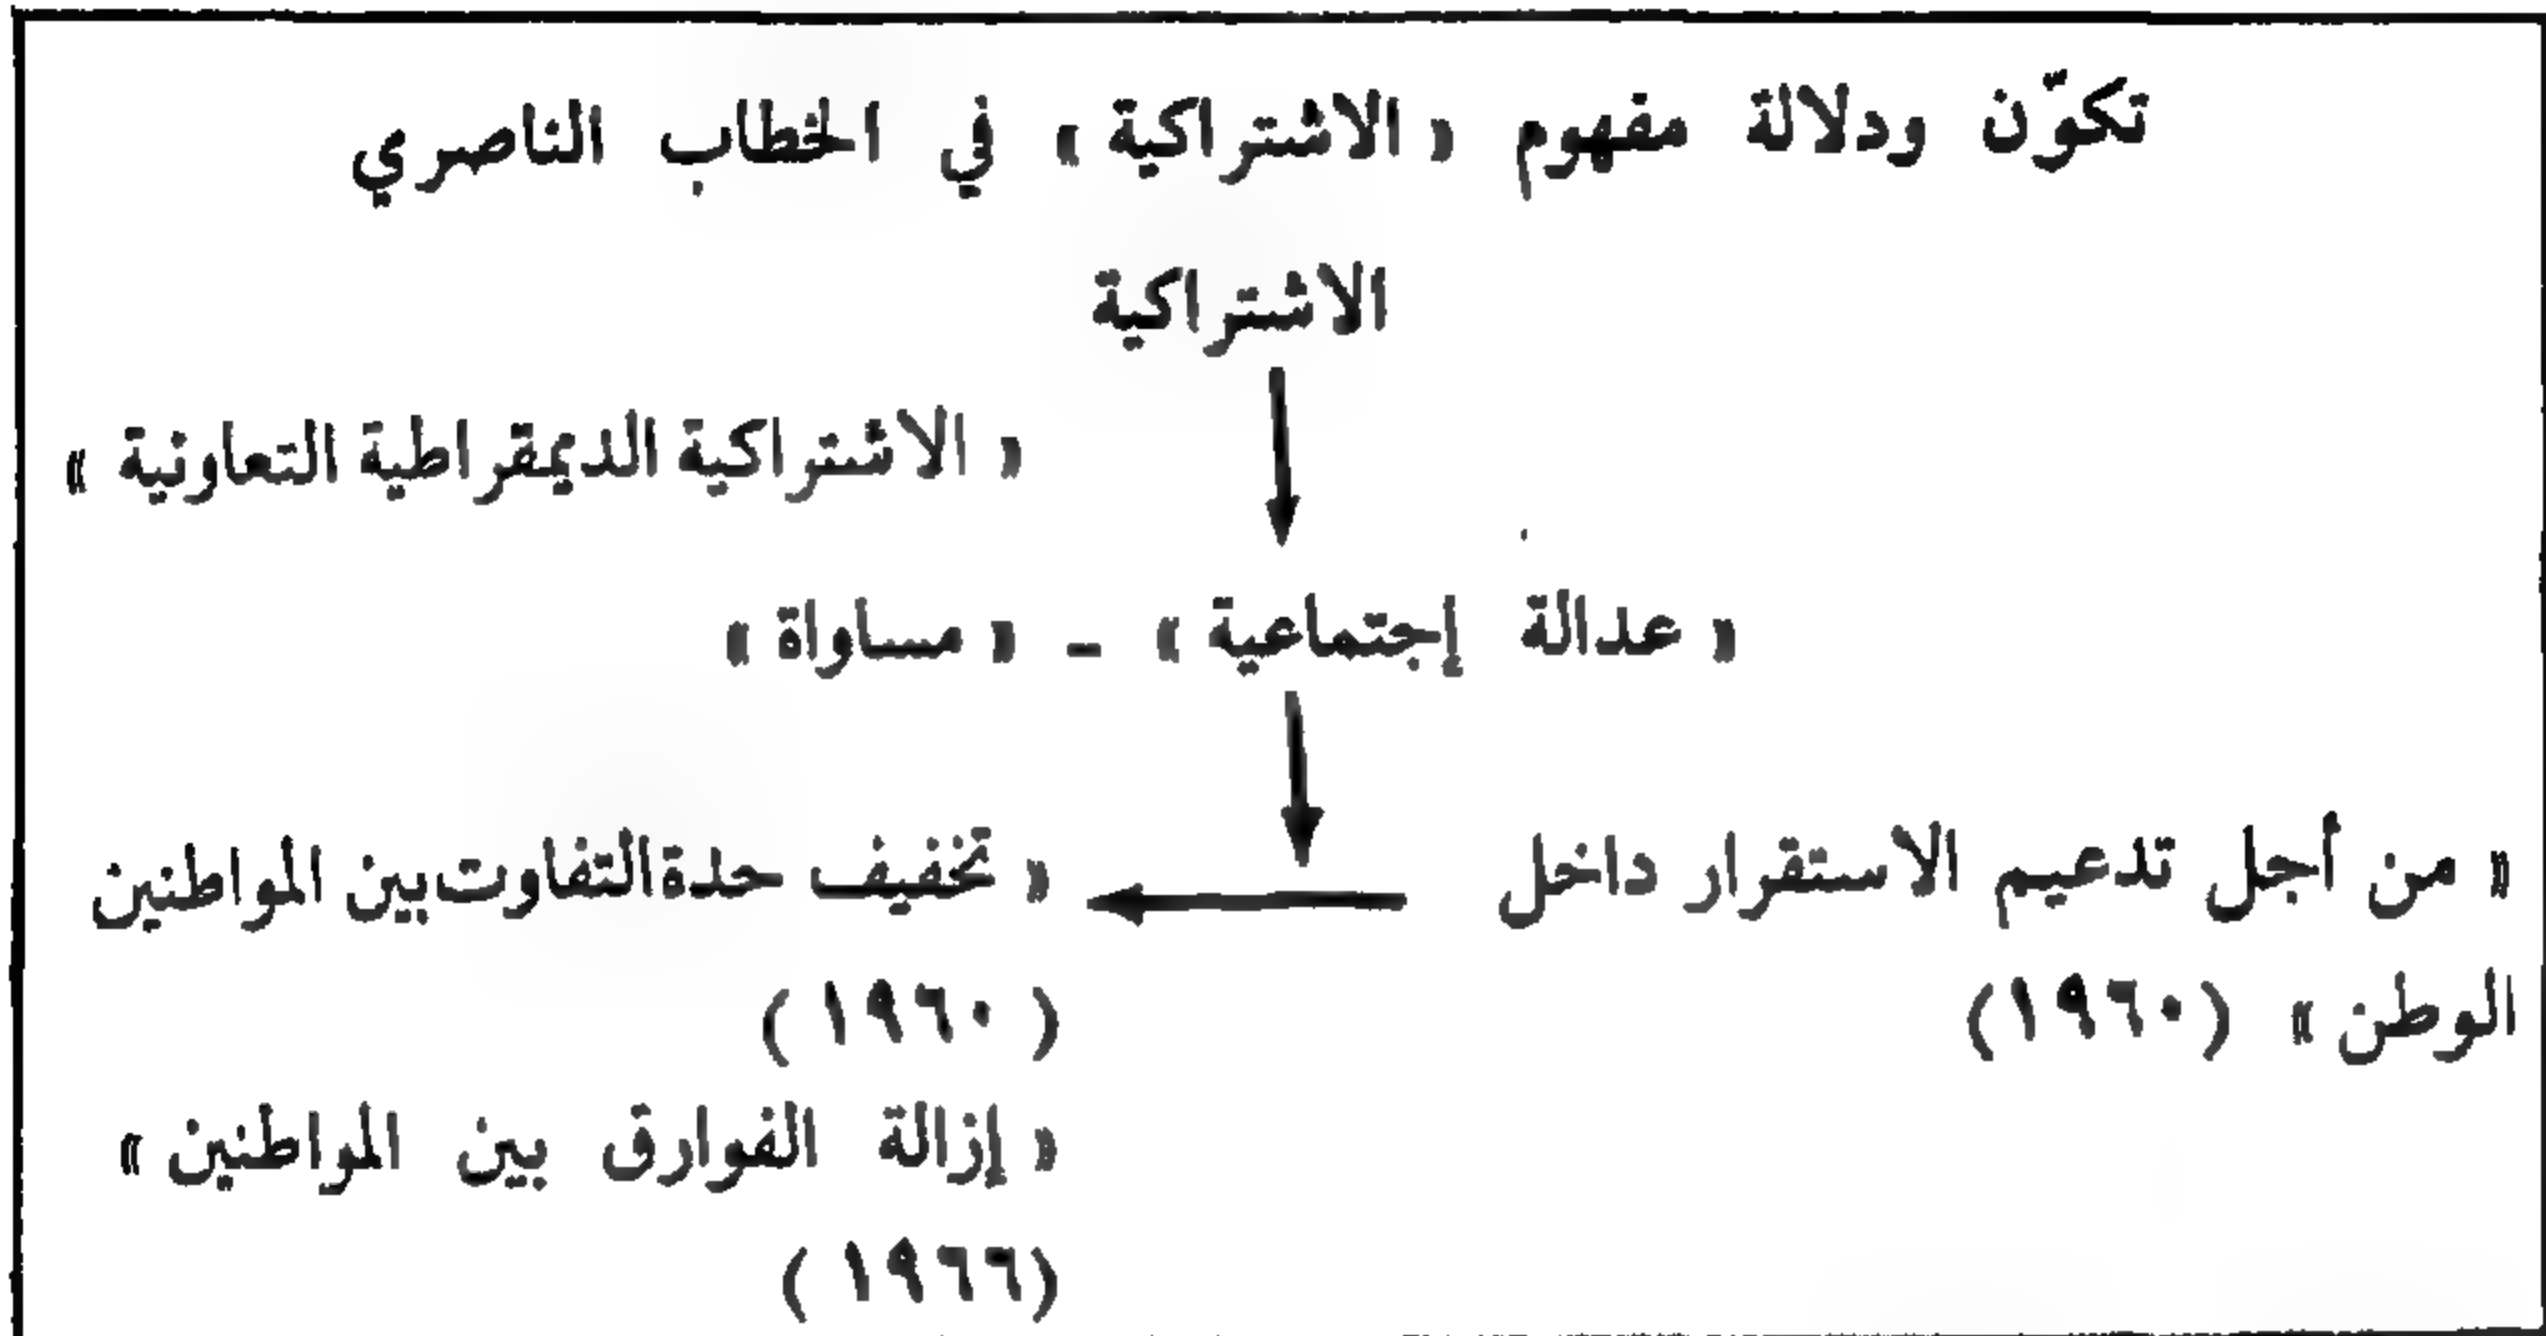 تكوّن ودلالة مفهوم « الاشتراكية » في الخطاب الناصري
الاشتراكية
« الاشتراكية الديمقراطية التعاونية »
« عدالة إجتماعية » - « مساواة »
« من أجل تدعيم الاستقرار داخل
الوطن » (١٩٦٠)
« تخفيف حدة التفاوت بين المواطنين
( ١٩٦٠ )
« إزالة الفوارق بين المواطنين »
(١٩٦٦ )